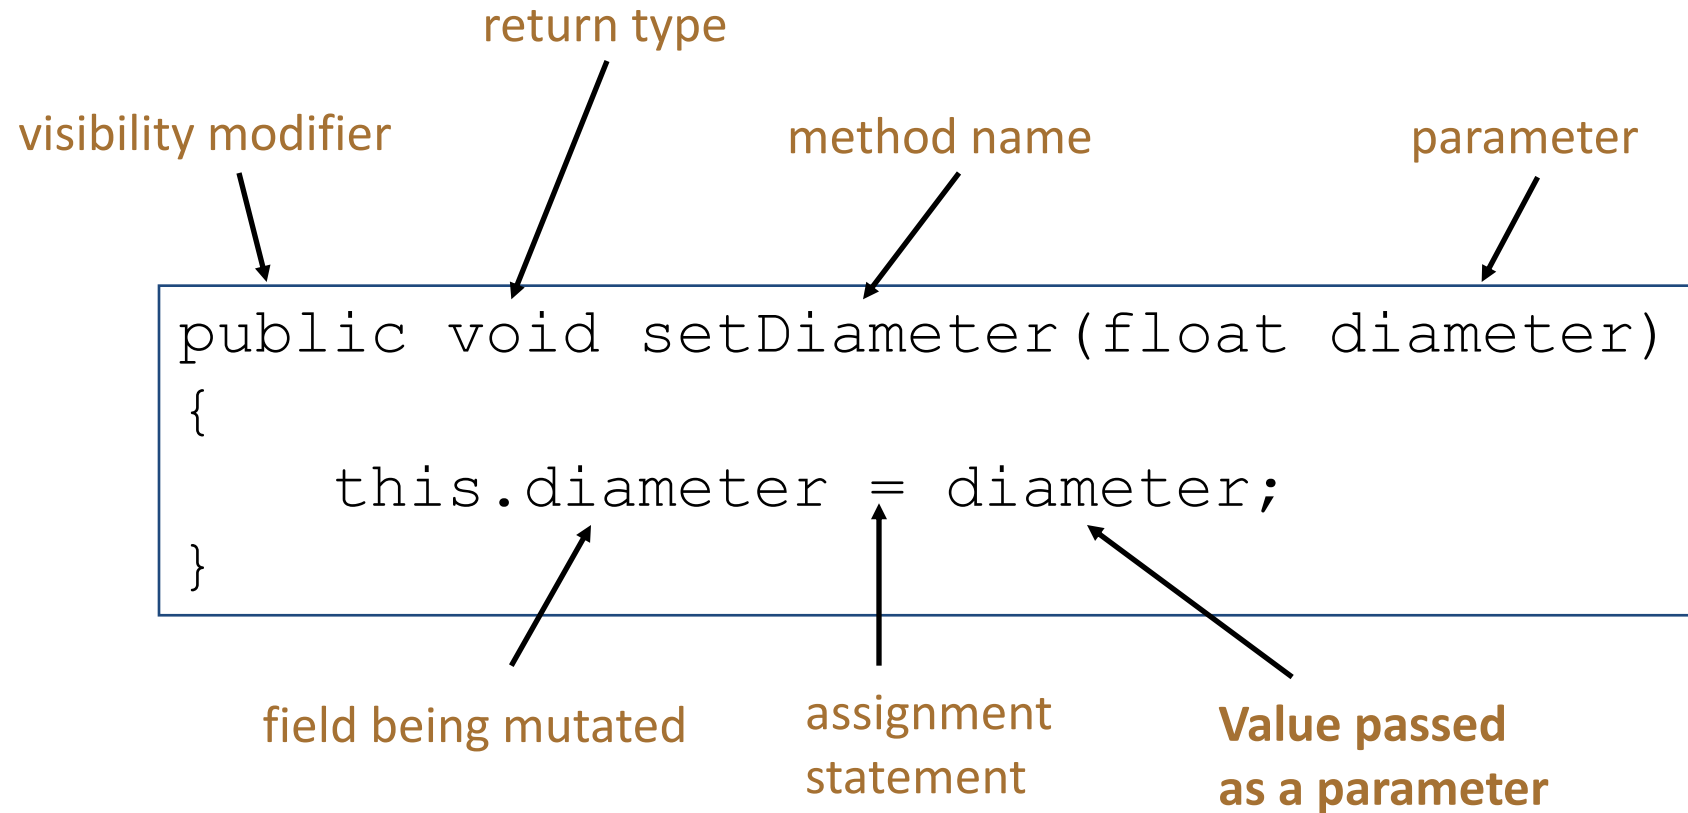 return type
visibility modifier
method name
parameter
public void setDiameter(float diameter)
{
this.diameter = diameter;
}
field being mutated
assignment
statement
Value passed
as a parameter